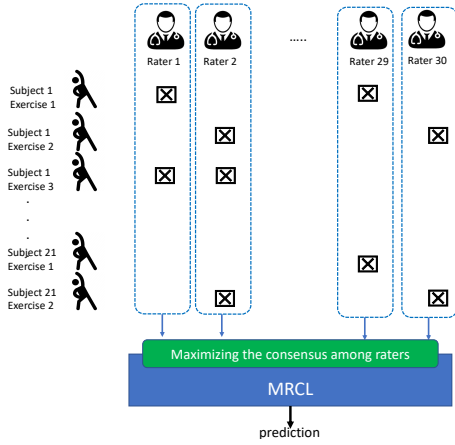 .....
Rater 1
Rater 2
Rater 29
Rater 30
Subject 1
Exercise 1
Subject 1
Exercise 2
Subject 1
Exercise 3
.
.
.
Subject 21
Exercise 1
Subject 21
Exercise 2
Maximizing the consensus among raters
MRCL
prediction